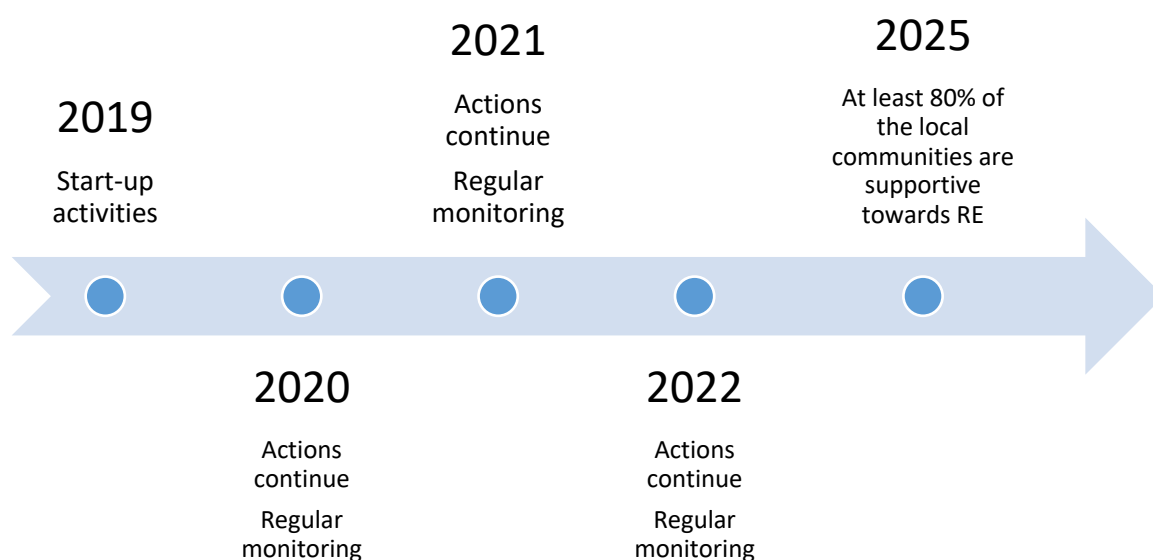 2019
Start-up
activities
2020
Actions
continue
Regular
monitoring
2021
Actions
continue
Regular
monitoring
2022
Actions
continue
Regular
monitoring
2025
At least 80% of
the local
communities are
supportive
towards RE